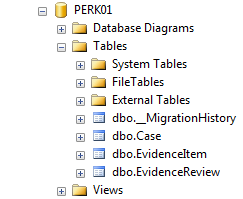 PERK01
Database Diagrams
Tables
System Tables
FileTables
External Tables
dbo.__MigrationHistory
dbo.Case
dbo.EvidenceItem
dbo.EvidenceReview
Views